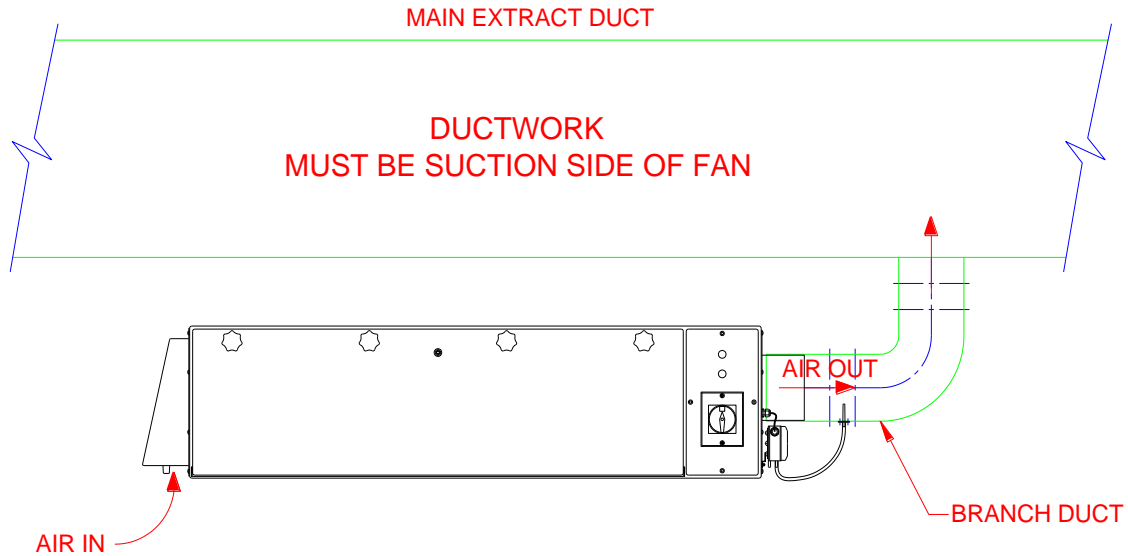 MAIN EXTRACT DUCT
DUCTWORK
MUST BE SUCTION SIDE OF FAN
AIR OUT
BRANCH DUCT
AIR IN